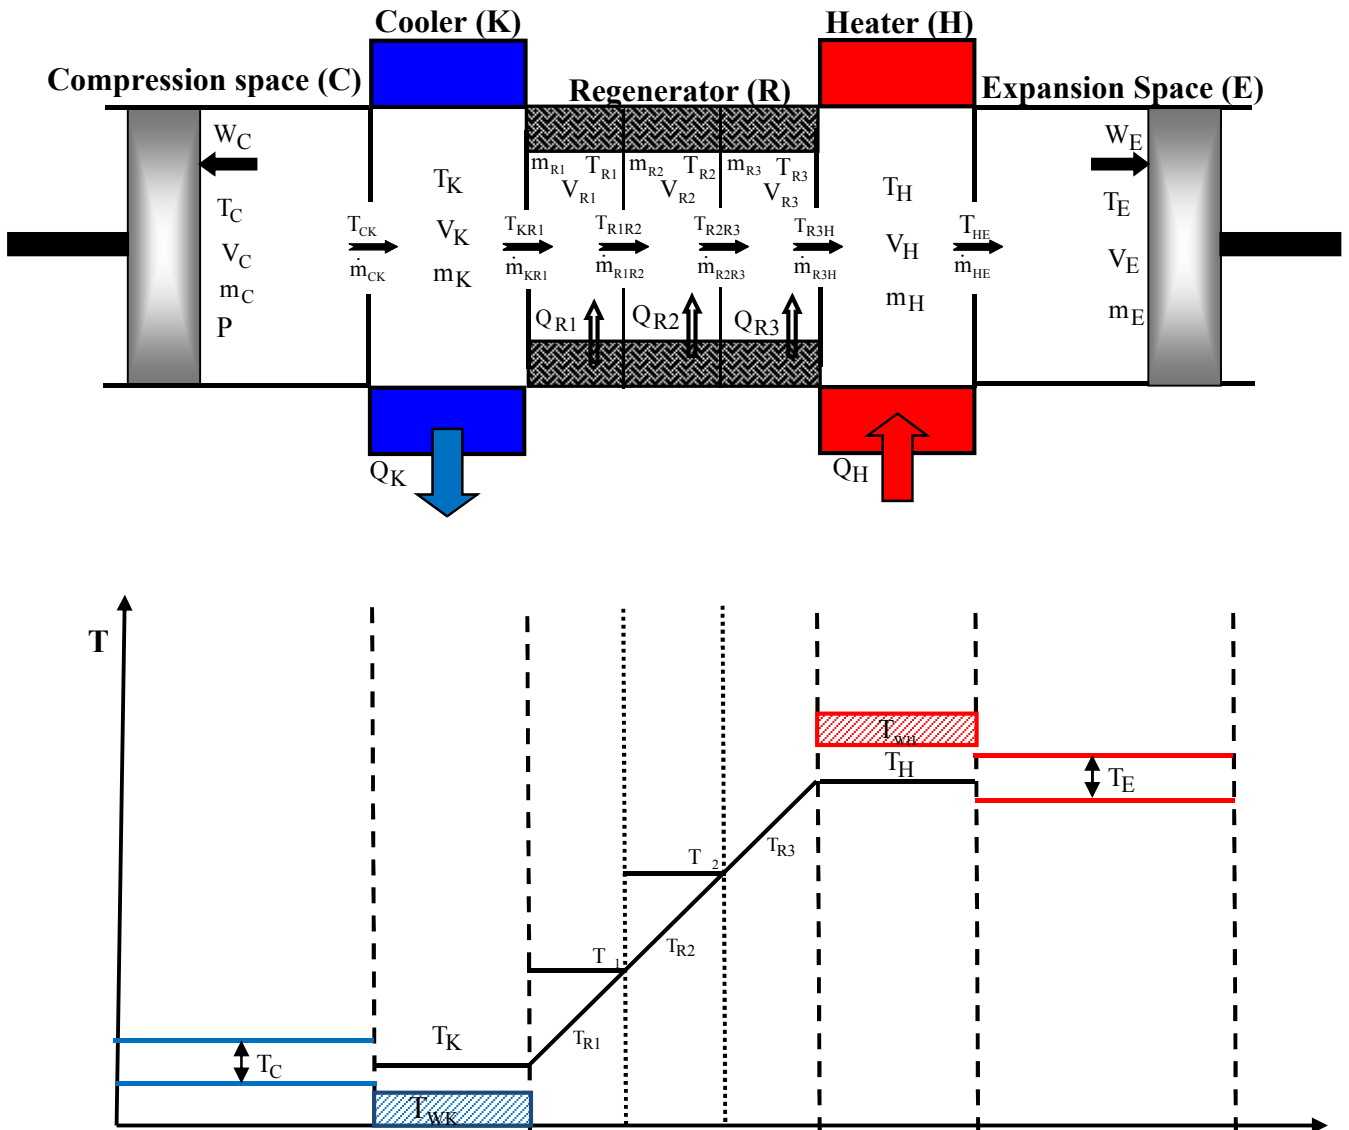 Cooler (K)
Heater (H)
Compression space (C)
Regenerator (R)
Expansion Space (E)
W_C
W_E
m_R1 T_R1 m_R2 T_R2 m_R3 T_R3
V_R1 V_R2 V_R3
T_K
T_H
T_C
T_E
T_CK T_KR1 T_R1R2 T_R2R3 T_R3H T_HE
V_C
V_K
V_H
V_E
ṁ_CK ṁ_KR1 ṁ_R1R2 ṁ_R2R3 ṁ_R3H ṁ_HE
m_C
m_K
m_H
m_E
P
Q_R1 Q_R2 Q_R3
Q_K
Q_H
T
T_WH
T_H
T_E
T_2
T_R3
T_1
T_R2
T_K
T_R1
T_C
T_WK